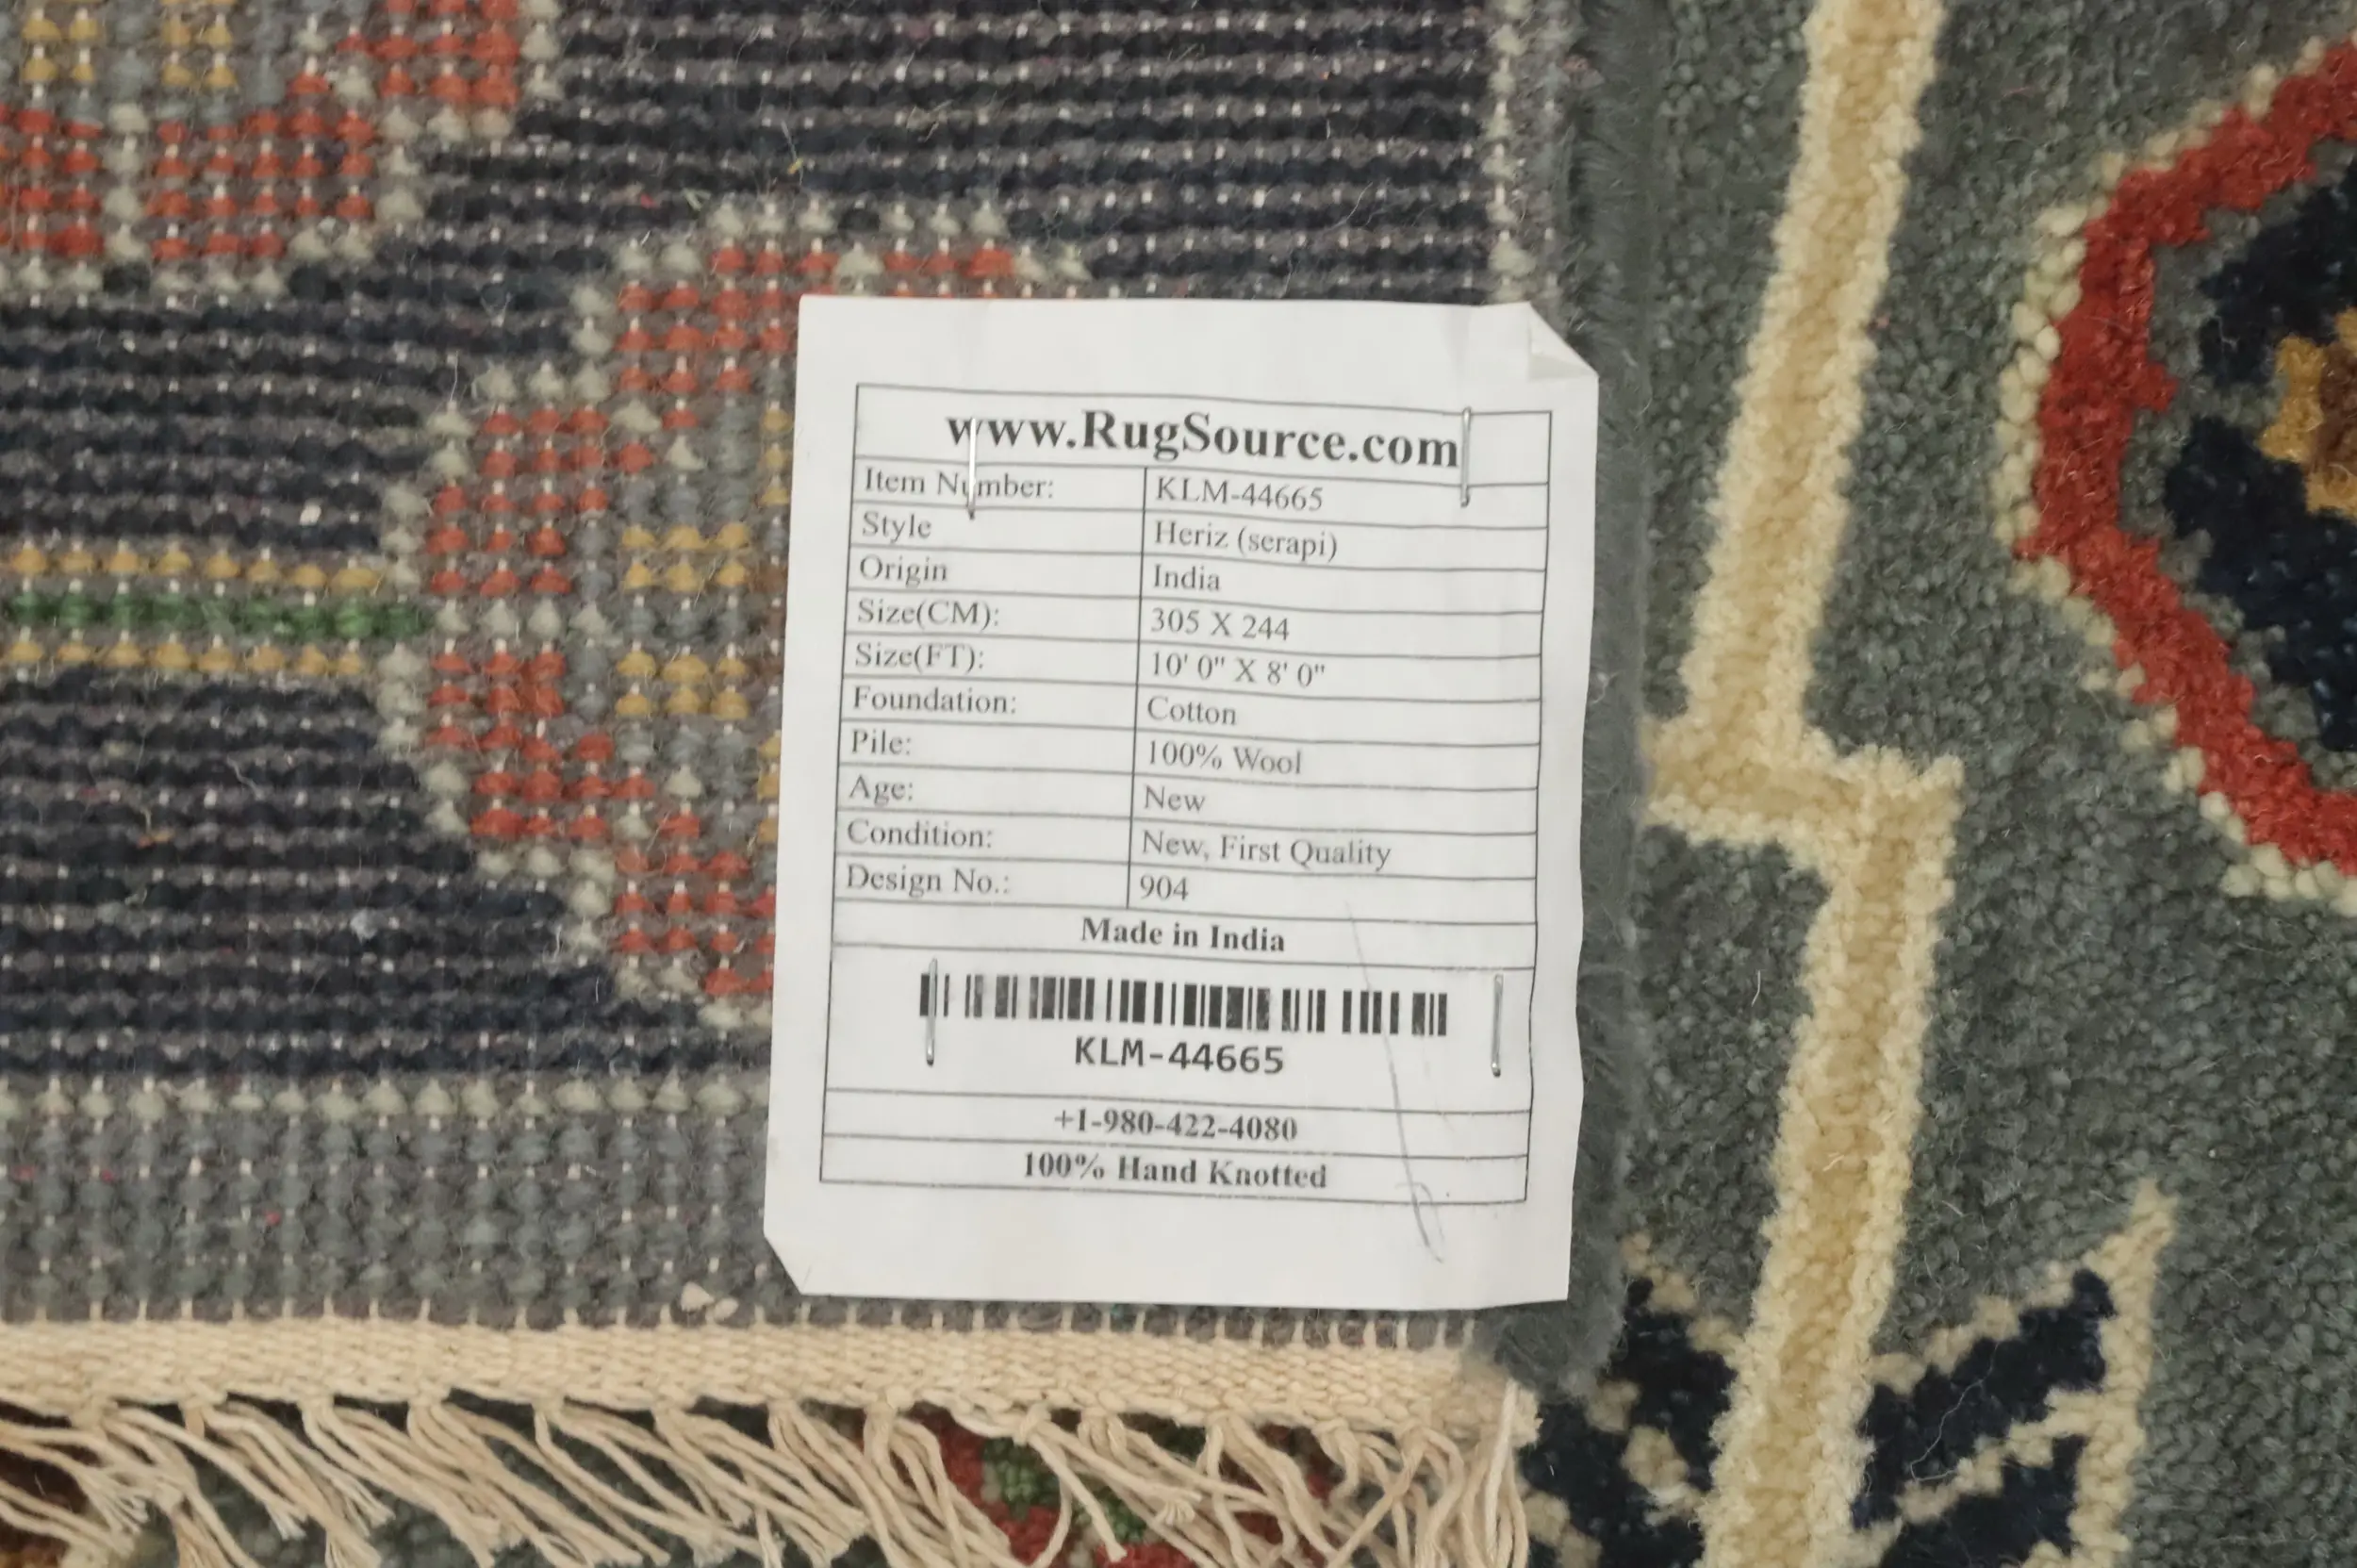 www.RugSource.com
Item Number: KLM-44665
Style Heriz (serapi)
Origin India
Size(CM): 305 X 244
Size(FT): 10' 0" X 8' 0"
Foundation: Cotton
Pile: 100% Wool
Age: New
Condition: New, First Quality
Design No.: 904
Made in India
KLM-44665
+1-980-422-4080
100% Hand Knotted